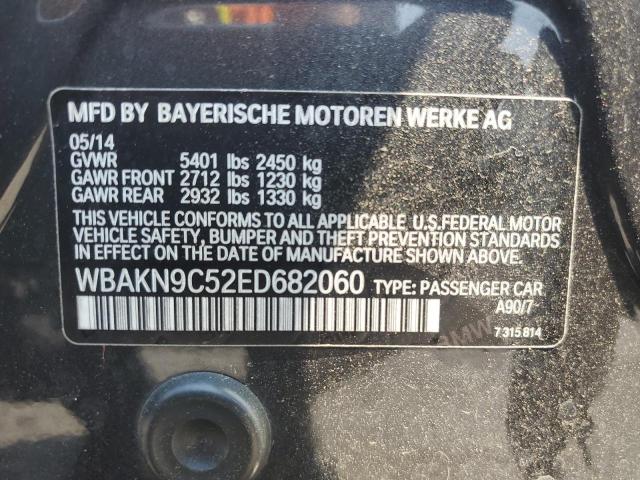 MFD BY BAYERISCHE MOTOREN WERKE AG
05/14
GVWR 5401 lbs 2450 kg
GAWR FRONT 2712 lbs 1230 kg
GAWR REAR 2932 lbs 1330 kg
THIS VEHICLE CONFORMS TO ALL APPLICABLE U.S.FEDERAL MOTOR
VEHICLE SAFETY, BUMPER AND THEFT PREVENTION STANDARDS
IN EFFECT ON THE DATE OF MANUFACTURE SHOWN ABOVE.
WBAKN9C52ED682060 TYPE: PASSENGER CAR
A90/7
BMW
7 315 814